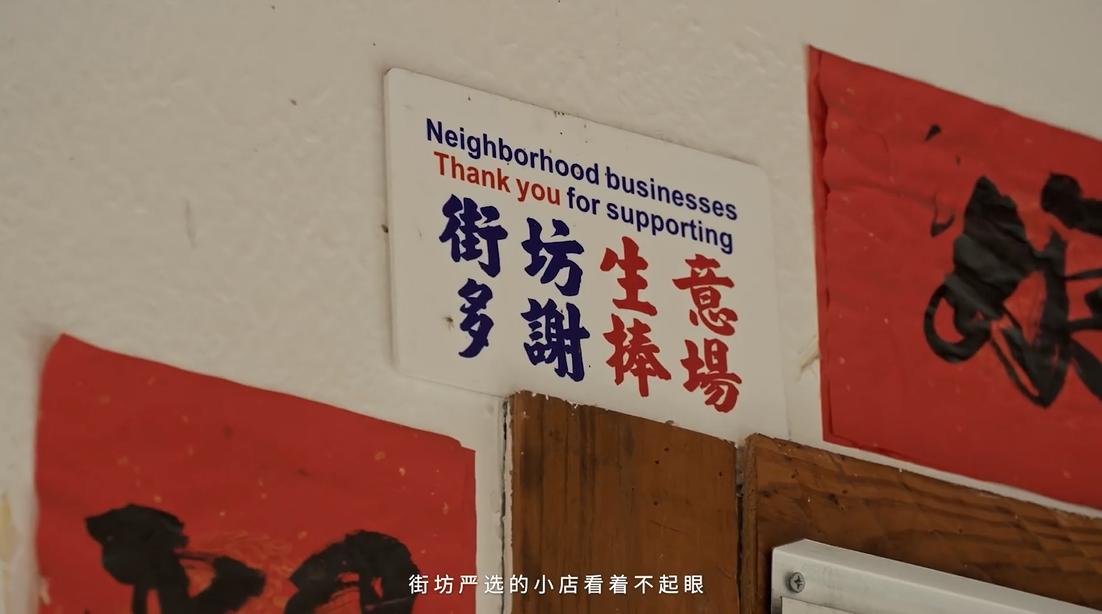 Neighborhood businesses
Thank you for supporting
街坊生意
多謝捧場
街坊严选的小店看着不起眼